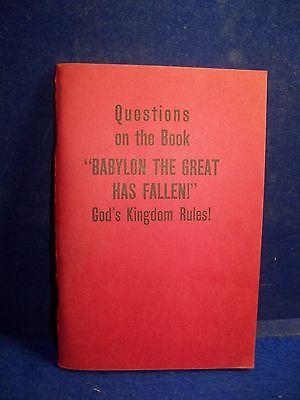 Questions
on the Book
"BABYLON THE GREAT
HAS FALLEN!"
God's Kingdom Rules!